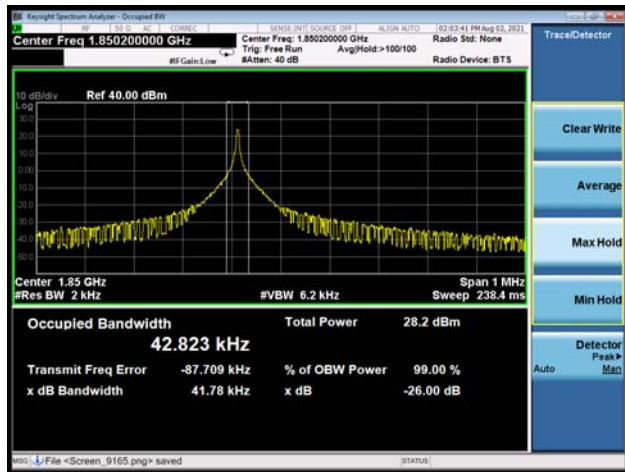 Keysight Spectrum Analyzer - Occupied BW
RF 50 Ω AC CORREC SENSE:INT SOURCE OFF ALIGN AUTO 02:03:41 PM Aug 02, 2021
Center Freq 1.850200000 GHz Center Freq: 1.850200000 GHz Radio Std: None
Trig: Free Run Avg|Hold:>100/100
#IFGain:Low #Atten: 40 dB Radio Device: BTS
Trace/Detector
10 dB/div Ref 40.00 dBm
Log
30.0
20.0
10.0
0.00
-10.0
-20.0
-30.0
-40.0
-50.0
Center 1.85 GHz Span 1 MHz
#Res BW 2 kHz #VBW 6.2 kHz Sweep 238.4 ms
Occupied Bandwidth Total Power 28.2 dBm
42.823 kHz
Transmit Freq Error -87.709 kHz % of OBW Power 99.00 %
x dB Bandwidth 41.78 kHz x dB -26.00 dB
Clear Write
Average
Max Hold
Min Hold
Detector
Peak▶
Auto Man
MSG File <Screen_9165.png> saved STATUS